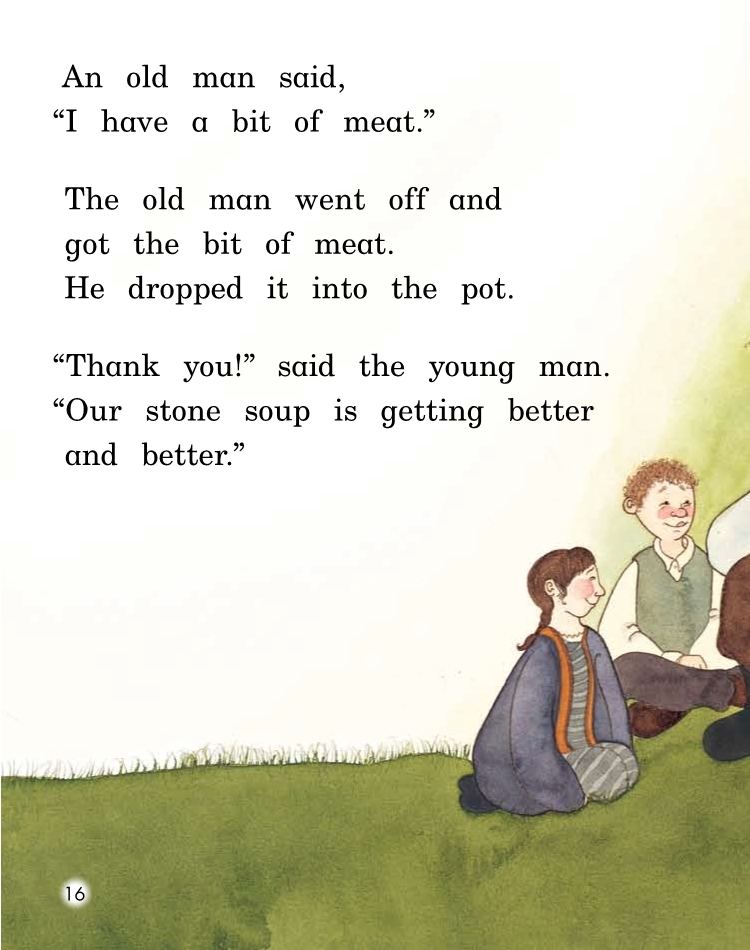 An old man said,
“I have a bit of meat.”
The old man went off and
got the bit of meat.
He dropped it into the pot.
“Thank you!” said the young man.
“Our stone soup is getting better
and better.”
16